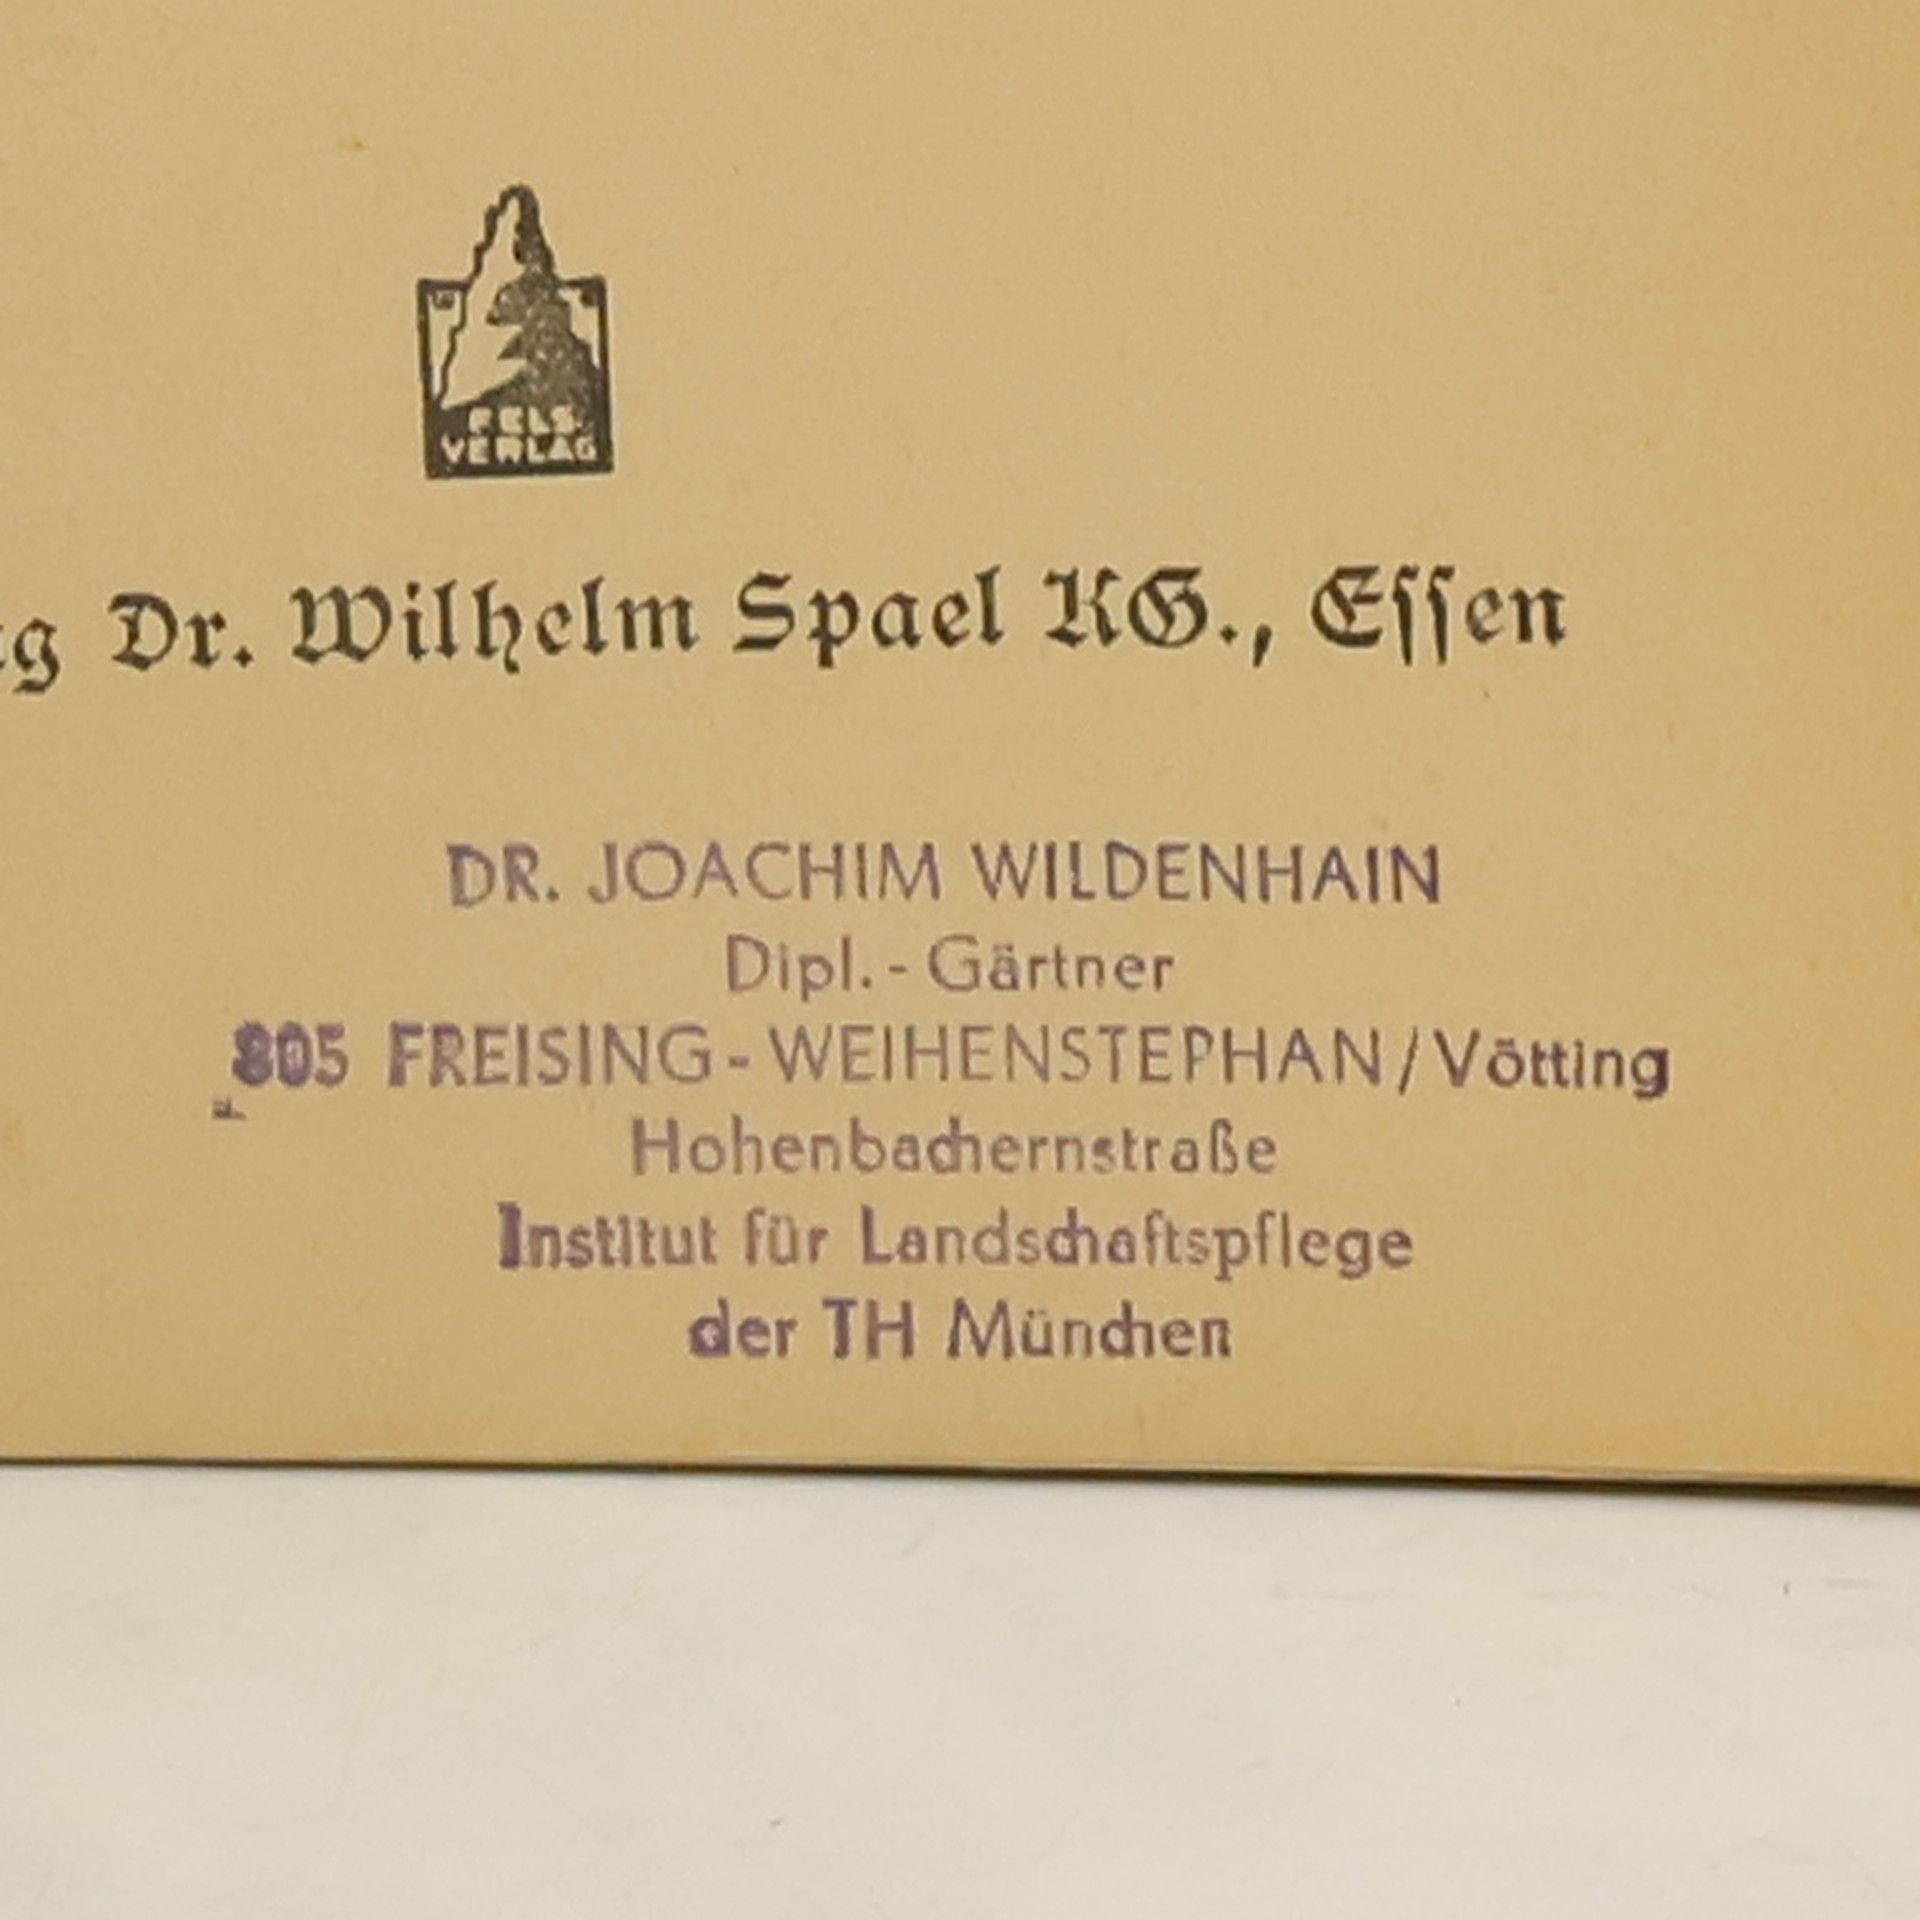 FELS-
VERLAG
Dr. Wilhelm Spael KG., Eſſen
DR. JOACHIM WILDENHAIN
Dipl.-Gärtner
805 FREISING-WEIHENSTEPHAN/Vötting
Hohenbachernstraße
Institut für Landschaftspflege
der TH München